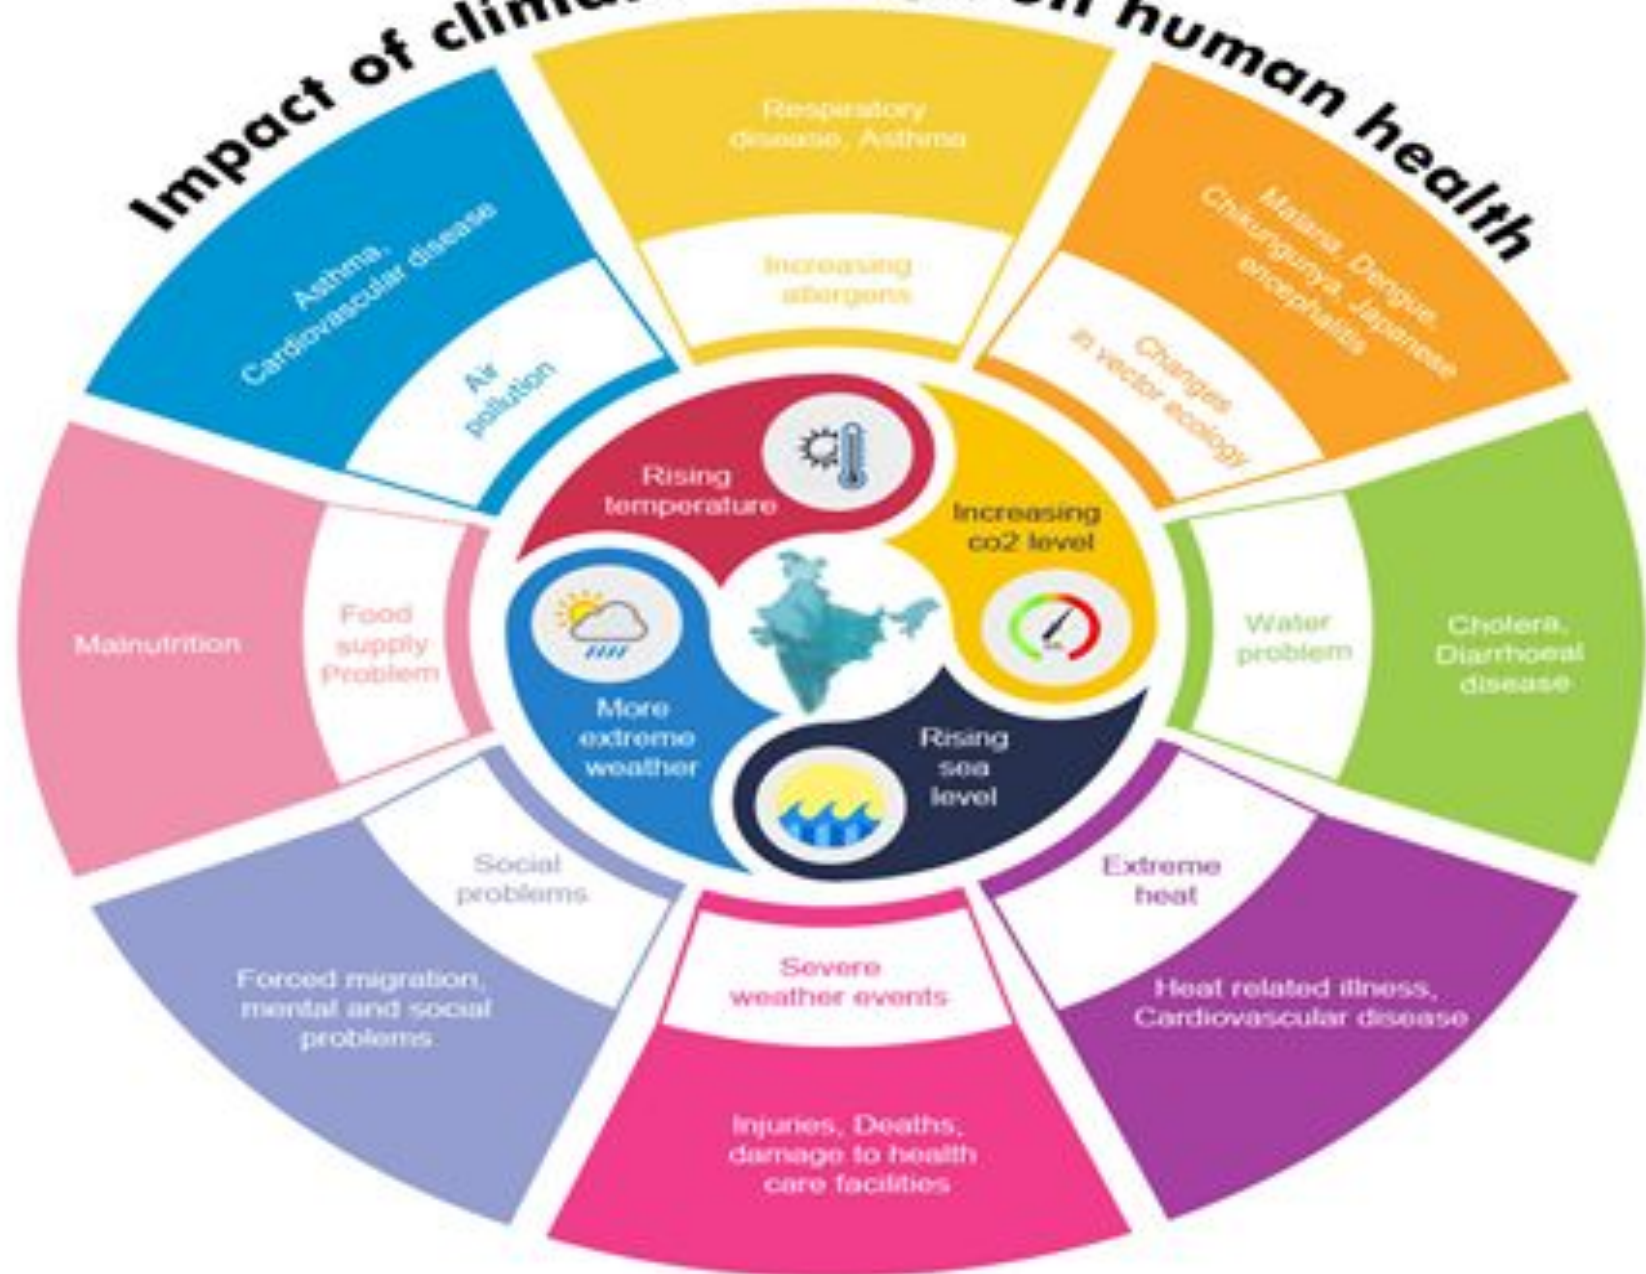 Impact of on human health
Respiratory
disease, Asthma
Increasing
allergens
Malaria, Dengue,
Chikungunya, Japanese
encephalitis
Changes
in vector ecology
Cholera,
Diarrhoeal
disease
Water
problem
Extreme
heat
Heat related illness,
Cardiovascular disease
Severe
weather events
Injuries, Deaths,
damage to health
care facilities
Social
problems
Forced migration,
mental and social
problems
Malnutrition
Food
supply
Problem
Asthma,
Cardiovascular disease
Air
pollution
Rising
temperature
Increasing
co2 level
Rising
sea
level
More
extreme
weather